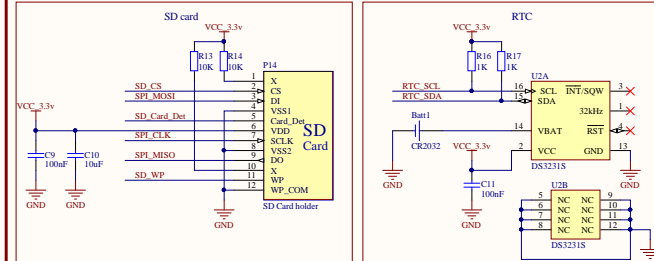 SD card
VCC_3.3v
R13
10K
R14
10K
P14
1 X
SD_CS 2 CS
SPI_MOSI 3 DI
4 VSS1
SD_Card_Det 5 Card_Det
VCC_3.3v 6 VDD
SPI_CLK 7 SCLK
8 VSS2
SPI_MISO 9 DO
10 X
SD_WP 11 WP
12 WP_COM
SD
Card
SD Card holder
C9
100nF
C10
10uF
GND
GND
GND
RTC
VCC_3.3v
R16
1K
R17
1K
U2A
RTC_SCL 16 SCL INT/SQW 3
RTC_SDA 15 SDA
32kHz 1
Batt1
CR2032
14 VBAT RST 4
VCC_3.3v
2 VCC GND 13
DS3231S
GND
C11
100nF
GND
GND
U2B
5 NC NC 9
6 NC NC 10
7 NC NC 11
8 NC NC 12
DS3231S